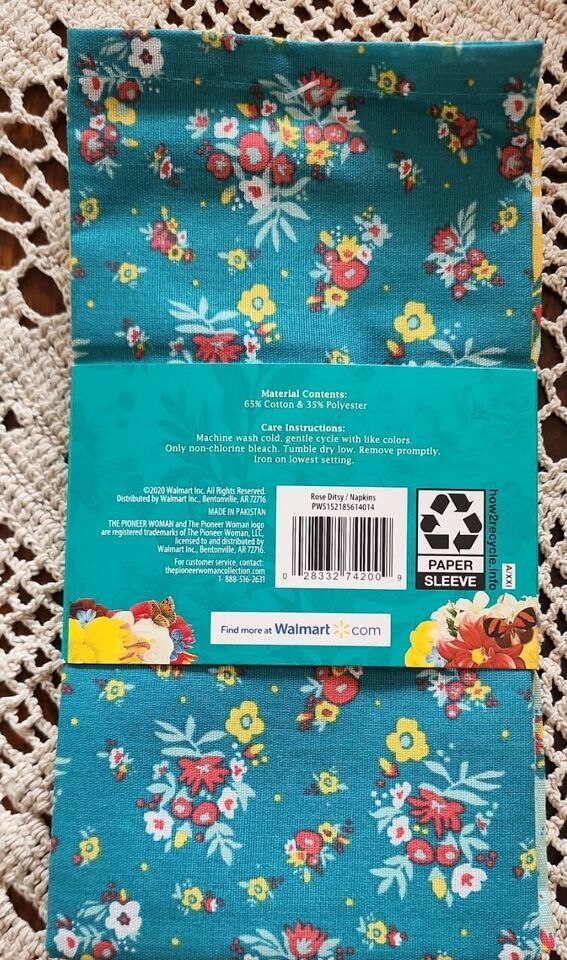 Material Contents:
65% Cotton & 35% Polyester
Care Instructions:
Machine wash cold, gentle cycle with like colors.
Only non-chlorine bleach. Tumble dry low. Remove promptly.
Iron on lowest setting.
©2020 Walmart Inc. All Rights Reserved.
Distributed by Walmart Inc., Bentonville, AR 72716
MADE IN PAKISTAN
THE PIONEER WOMAN and The Pioneer Woman logo
are registered trademarks of The Pioneer Woman, LLC,
licensed to and distributed by
Walmart Inc., Bentonville, AR 72716.
For customer service, contact:
thepioneerwomancollection.com
1- 888-516-2631
Rose Ditsy / Napkins
PWS152185614014
0 28332 74200 9
PAPER
SLEEVE
how2recycle.info
A/XXI
Find more at Walmart.com